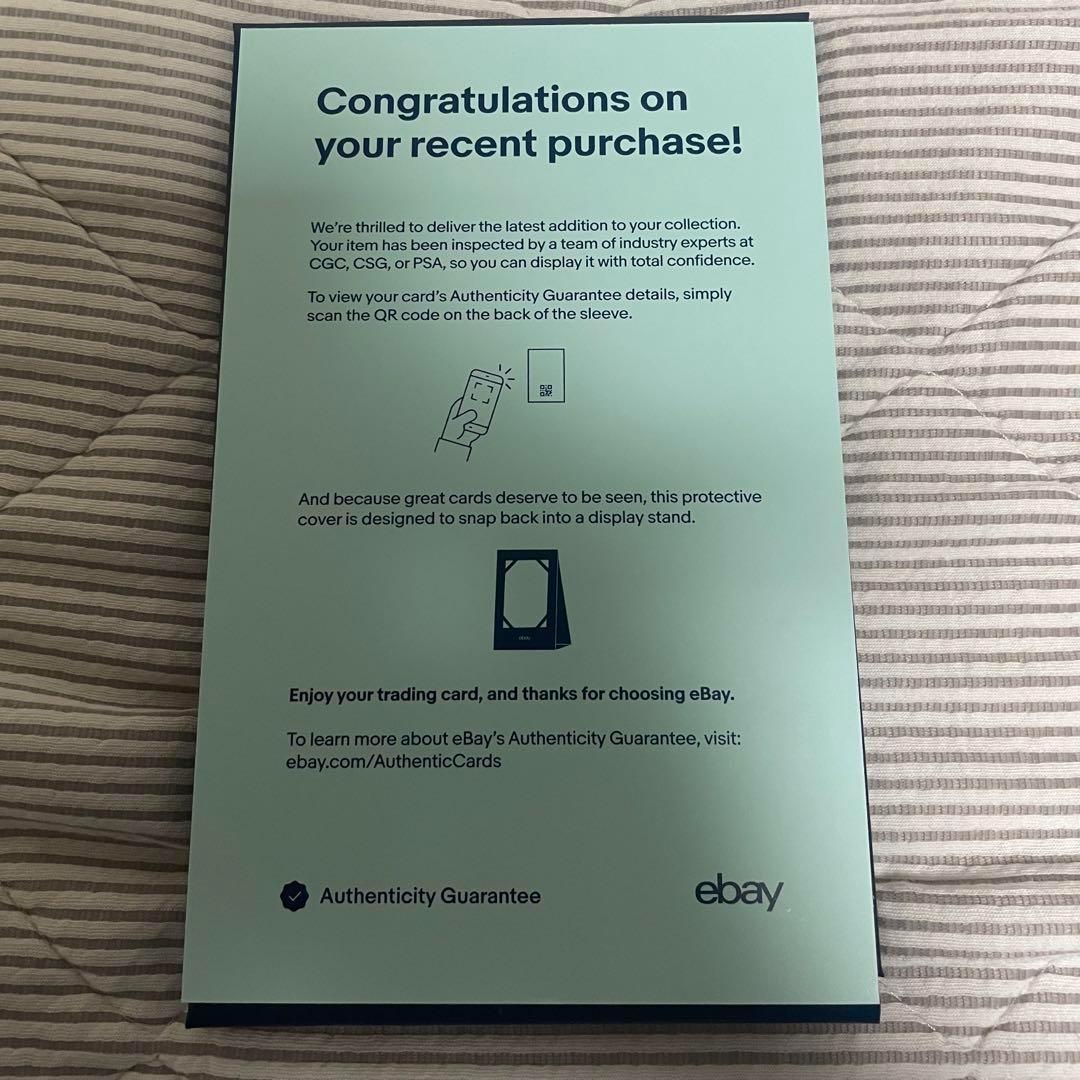 Congratulations on
your recent purchase!
We're thrilled to deliver the latest addition to your collection.
Your item has been inspected by a team of industry experts at
CGC, CSG, or PSA, so you can display it with total confidence.
To view your card's Authenticity Guarantee details, simply
scan the QR code on the back of the sleeve.
And because great cards deserve to be seen, this protective
cover is designed to snap back into a display stand.
ebay
Enjoy your trading card, and thanks for choosing eBay.
To learn more about eBay's Authenticity Guarantee, visit:
ebay.com/AuthenticCards
Authenticity Guarantee
ebay